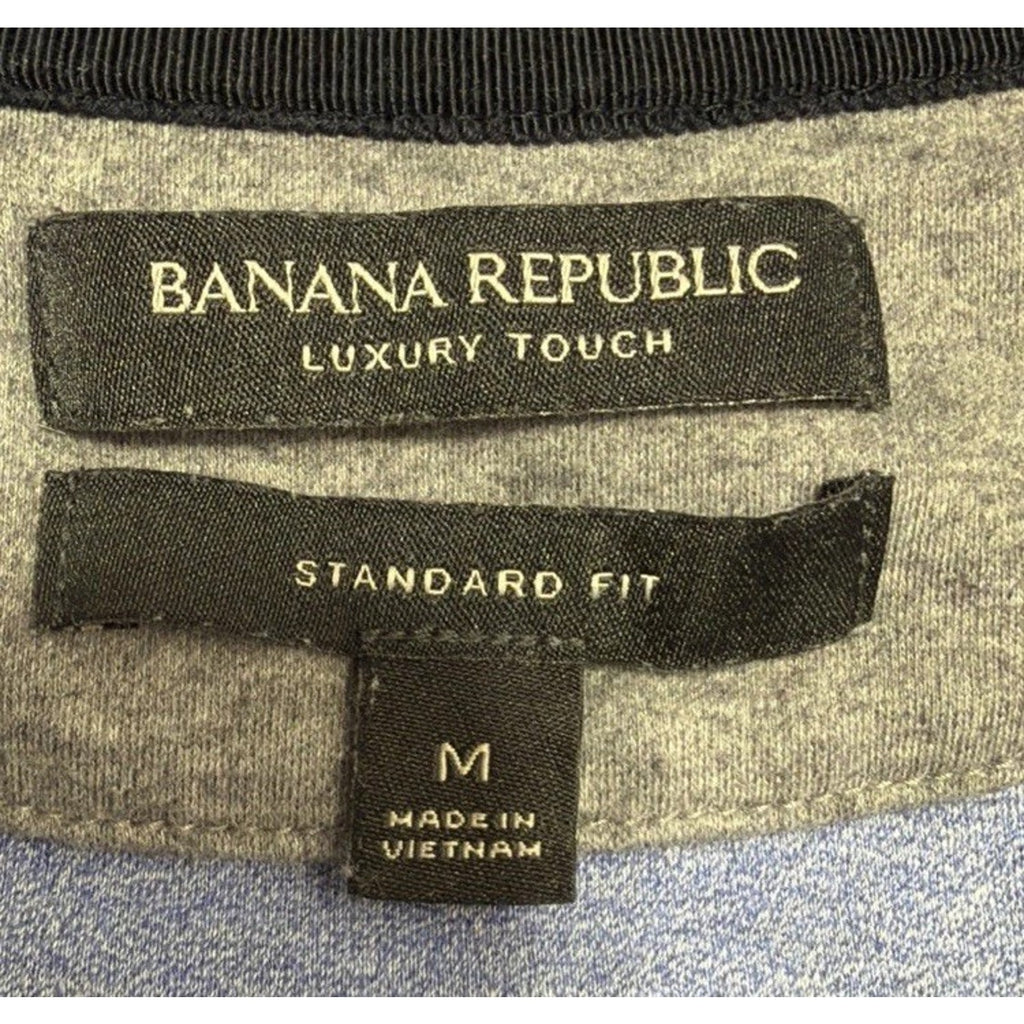 BANANA REPUBLIC
LUXURY TOUCH
STANDARD FIT
M
MADE IN
VIETNAM